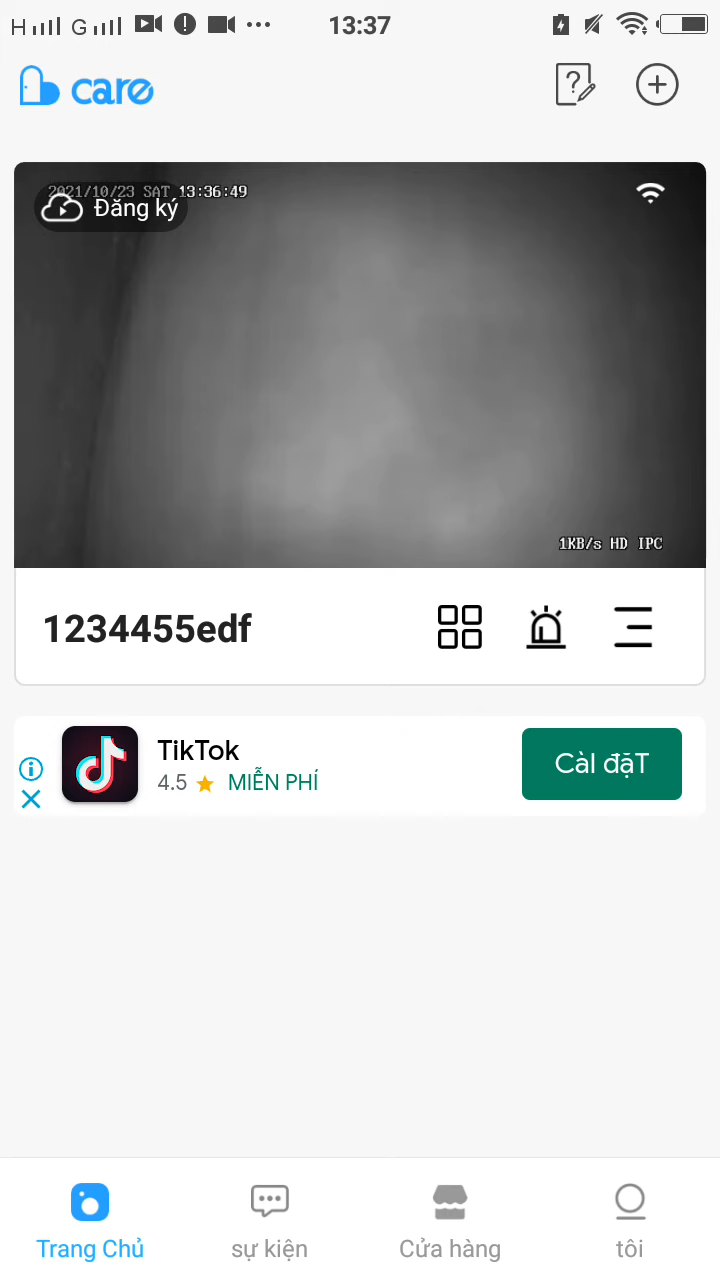 H G 13:37
care
2021/10/23 SAT 13:36:49
Đăng ký
1KB/s HD IPC
1234455edf
TikTok
4.5 ★ MIỄN PHÍ
Cài đặT
Trang Chủ
sự kiện
Cửa hàng
tôi